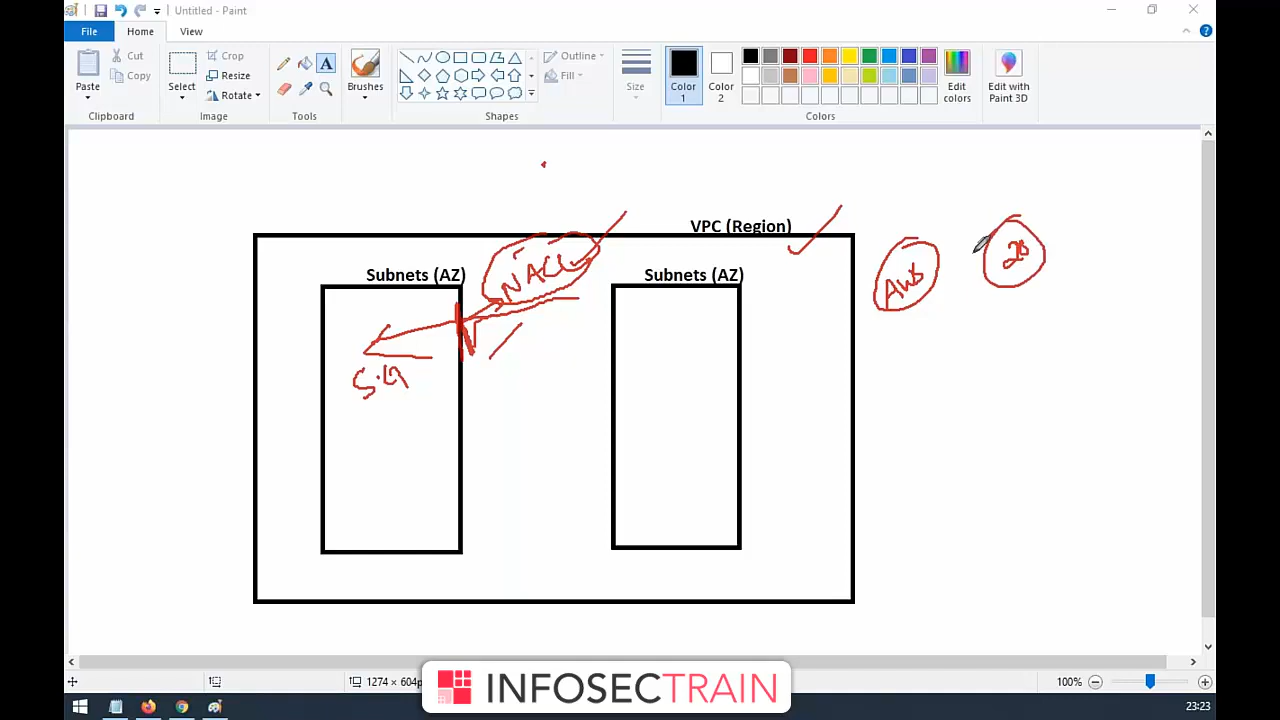 Untitled - Paint
File Home View
Paste
Cut
Copy
Clipboard
Select
Crop
Resize
Rotate
Image
Tools
Brushes
Shapes
Outline
Fill
Size
Color 1
Color 2
Colors
Edit colors
Edit with Paint 3D
VPC (Region)
Subnets (AZ)
Subnets (AZ)
NACL
S.G
AWS
20
1274 × 604p
100%
INFOSECTRAIN
23:23